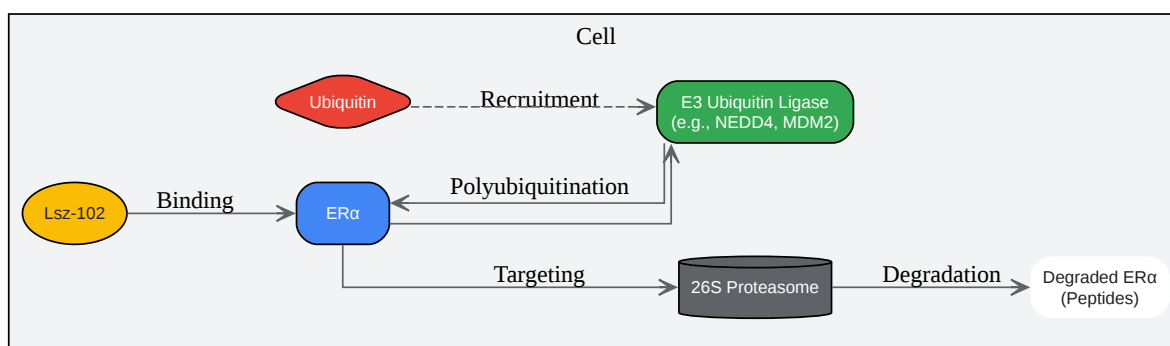 Cell
Ubiquitin
Recruitment
E3 Ubiquitin Ligase
(e.g., NEDD4, MDM2)
Polyubiquitination
Lsz-102
Binding
ERα
Targeting
26S Proteasome
Degradation
Degraded ERα
(Peptides)